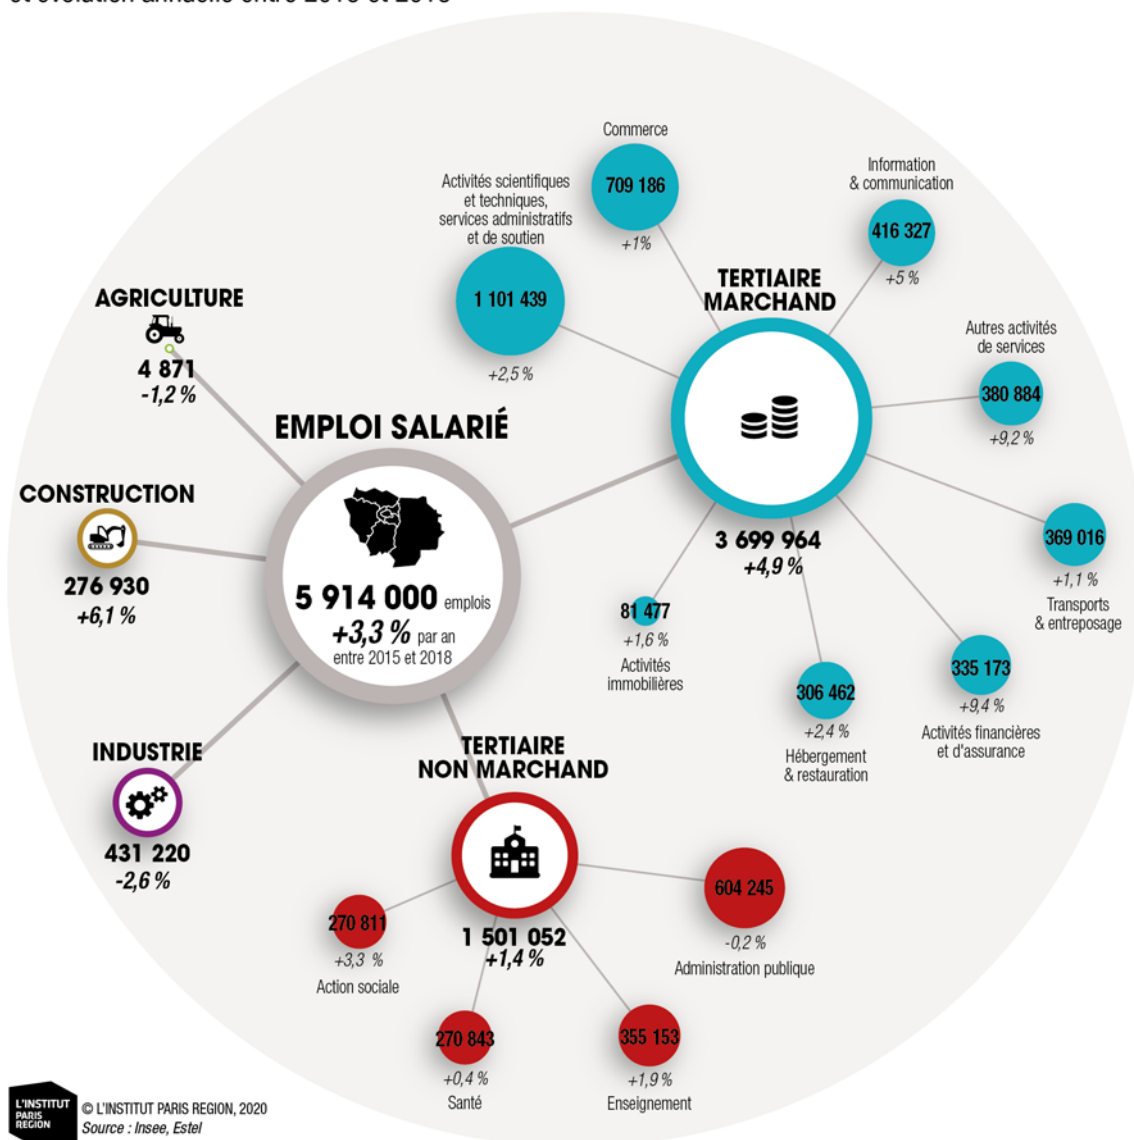 et évolution annuelle entre 2015 et 2018
Commerce
709 186
+1%
Information
& communication
416 327
+5 %
Activités scientifiques
et techniques,
services administratifs
et de soutien
1 101 439
+2,5 %
TERTIAIRE
MARCHAND
3 699 964
+4,9 %
Autres activités
de services
380 884
+9,2 %
369 016
+1,1 %
Transports
& entreposage
335 173
+9,4 %
Activités financières
et d'assurance
306 462
+2,4 %
Hébergement
& restauration
81 477
+1,6 %
Activités
immobilières
AGRICULTURE
4 871
-1,2 %
EMPLOI SALARIÉ
5 914 000 emplois
+3,3 % par an
entre 2015 et 2018
CONSTRUCTION
276 930
+6,1 %
INDUSTRIE
431 220
-2,6 %
TERTIAIRE
NON MARCHAND
1 501 052
+1,4 %
604 245
-0,2 %
Administration publique
270 811
+3,3 %
Action sociale
270 843
+0,4 %
Santé
355 153
+1,9 %
Enseignement
L'INSTITUT
PARIS
REGION
© L'INSTITUT PARIS REGION, 2020
Source : Insee, Estel